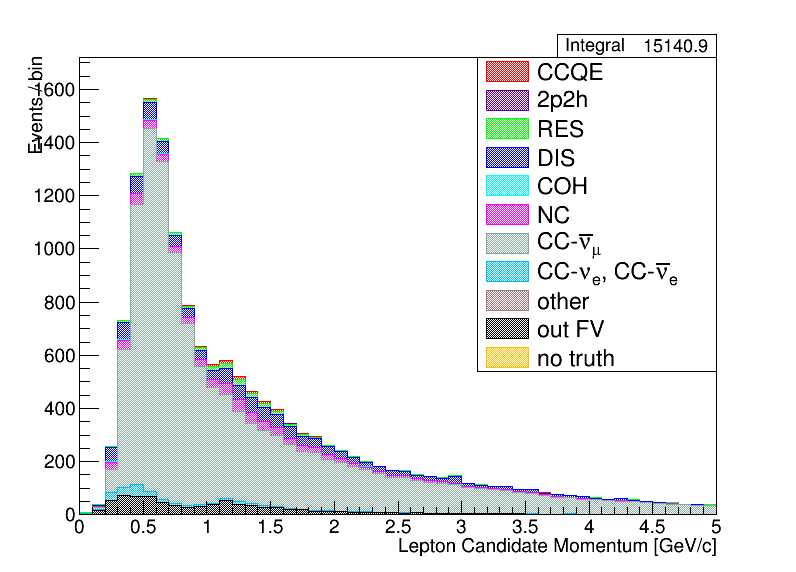 Integral 15140.9
Events / bin
1600
1400
1200
1000
800
600
400
200
0
CCQE
2p2h
RES
DIS
COH
NC
CC-ν̅μ
CC-νe, CC-ν̅e
other
out FV
no truth
0 0.5 1 1.5 2 2.5 3 3.5 4 4.5 5
Lepton Candidate Momentum [GeV/c]